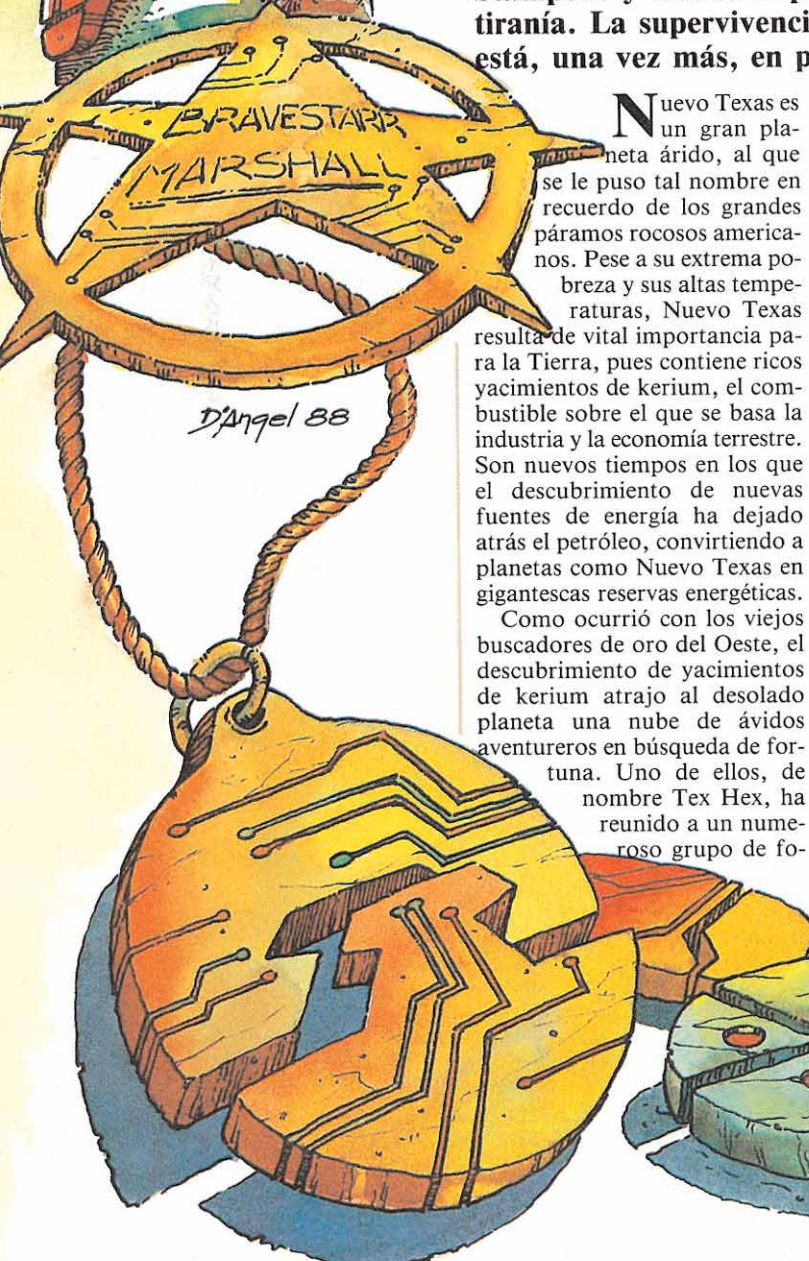 tiranía. La supervivenci
está, una vez más, en p
BRAVESTARR
MARSHALL
D'Angel 88
Nuevo Texas es
un gran pla-
neta árido, al que
se le puso tal nombre en
recuerdo de los grandes
páramos rocosos america-
nos. Pese a su extrema po-
breza y sus altas tempe-
raturas, Nuevo Texas
resulta de vital importancia pa-
ra la Tierra, pues contiene ricos
yacimientos de kerium, el com-
bustible sobre el que se basa la
industria y la economía terrestre.
Son nuevos tiempos en los que
el descubrimiento de nuevas
fuentes de energía ha dejado
atrás el petróleo, convirtiendo a
planetas como Nuevo Texas en
gigantescas reservas energéticas.
Como ocurrió con los viejos
buscadores de oro del Oeste, el
descubrimiento de yacimientos
de kerium atrajo al desolado
planeta una nube de ávidos
aventureros en búsqueda de for-
tuna. Uno de ellos, de
nombre Tex Hex, ha
reunido a un nume-
roso grupo de fo-